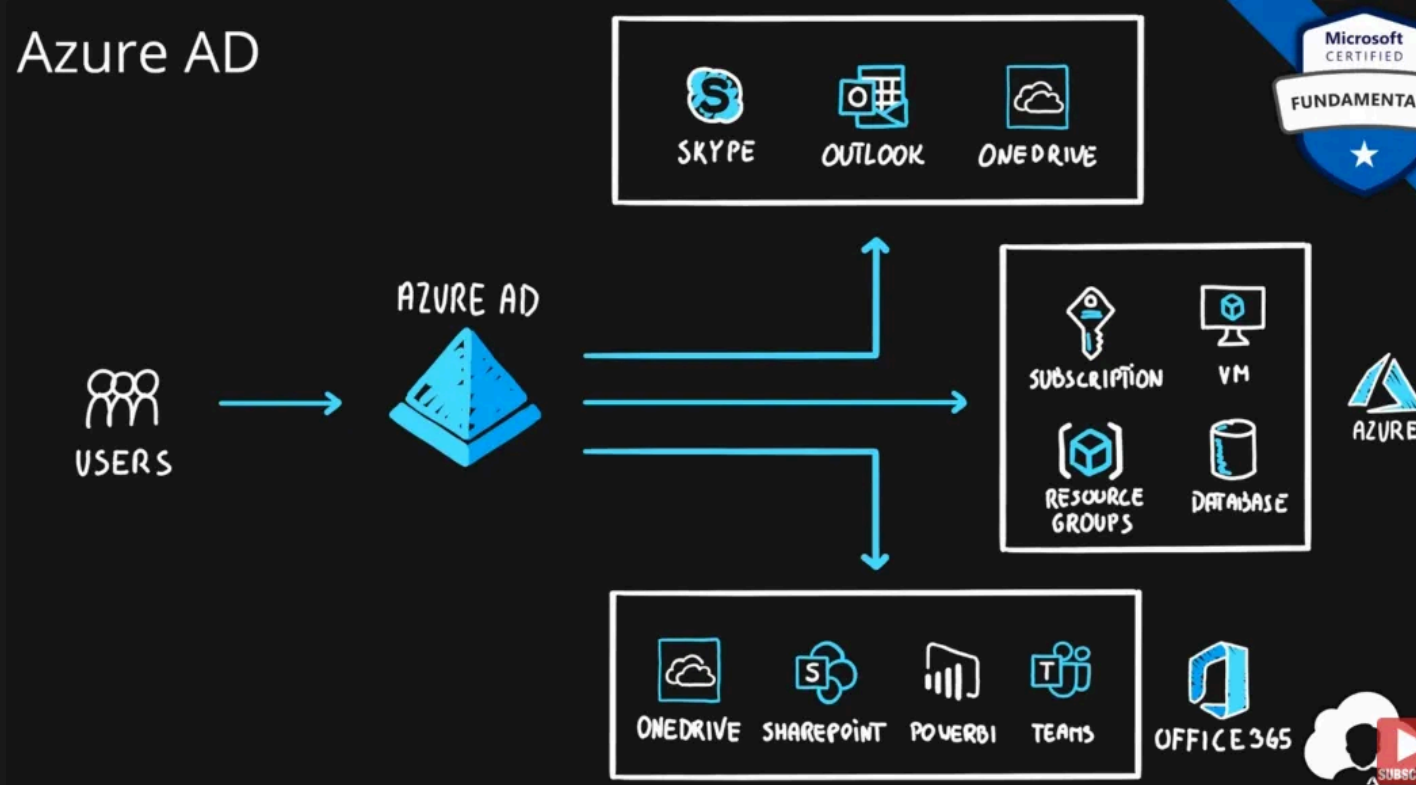 Azure AD
Microsoft
CERTIFIED
FUNDAMENTA
SKYPE
OUTLOOK
ONEDRIVE
AZURE AD
USERS
SUBSCRIPTION
VM
RESOURCE
GROUPS
DATABASE
AZURE
ONEDRIVE
SHAREPOINT
POWERBI
TEAMS
OFFICE365
SUBSC